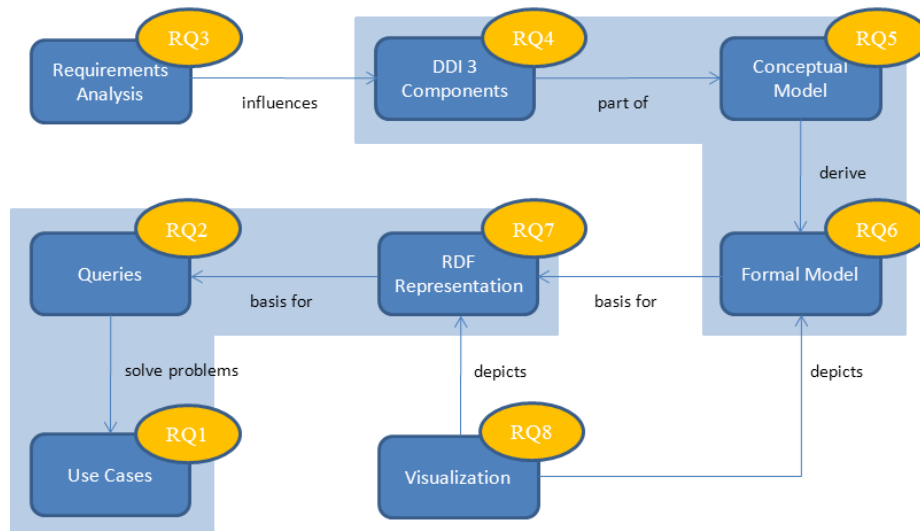 RQ3
Requirements
Analysis
influences
RQ4
DDI 3
Components
part of
RQ5
Conceptual
Model
derive
RQ2
Queries
basis for
RQ7
RDF
Representation
basis for
RQ6
Formal Model
solve problems
depicts
depicts
RQ1
Use Cases
RQ8
Visualization